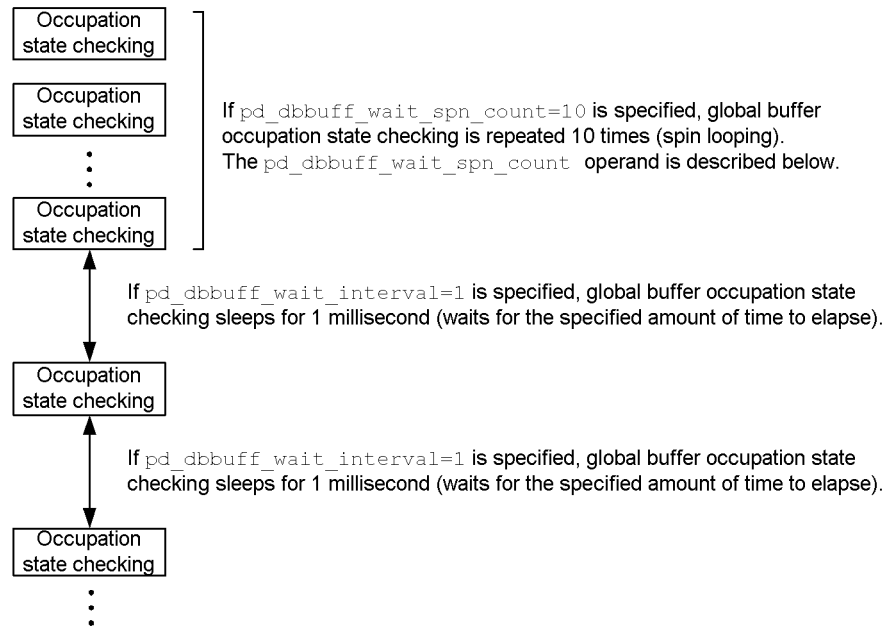 Occupation
state checking
Occupation
state checking
If pd_dbbuff_wait_spn_count=10 is specified, global buffer
occupation state checking is repeated 10 times (spin looping).
The pd_dbbuff_wait_spn_count operand is described below.
Occupation
state checking
If pd_dbbuff_wait_interval=1 is specified, global buffer occupation state
checking sleeps for 1 millisecond (waits for the specified amount of time to elapse).
Occupation
state checking
If pd_dbbuff_wait_interval=1 is specified, global buffer occupation state
checking sleeps for 1 millisecond (waits for the specified amount of time to elapse).
Occupation
state checking